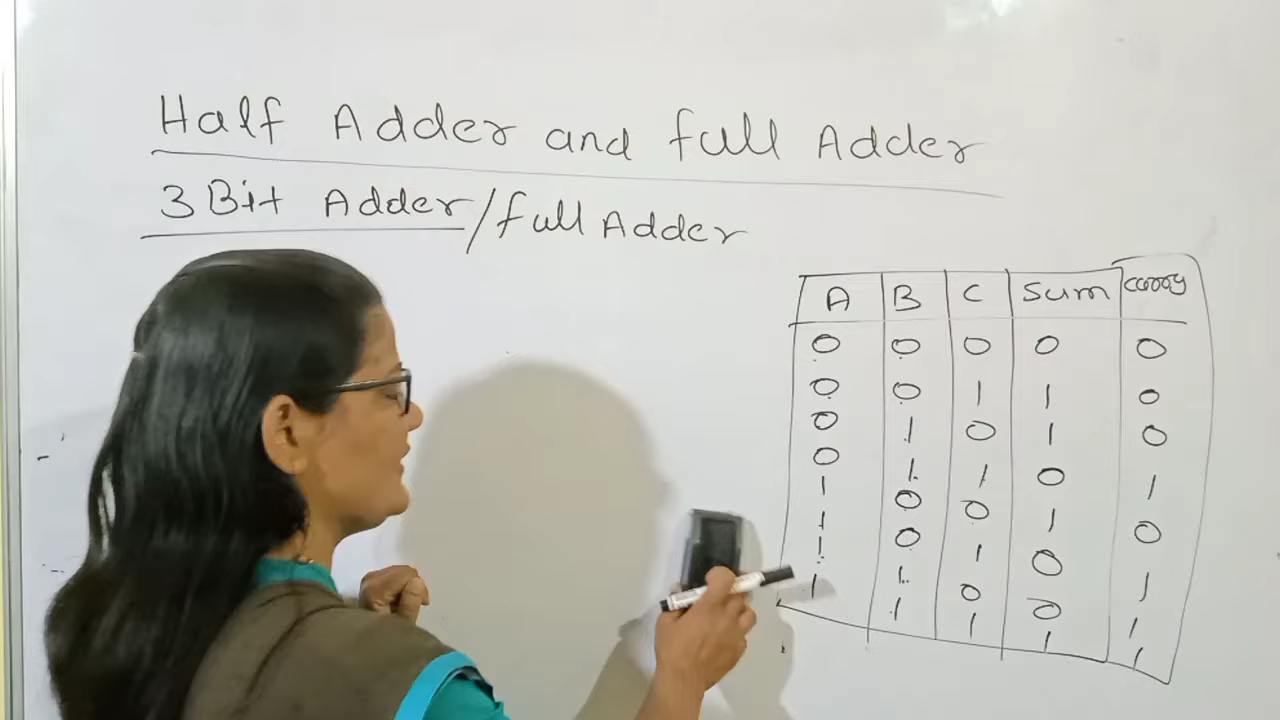 Half Adder and full Adder
3 Bit Adder/full Adder
A B C Sum carry
0 0 0 0 0
0 0 1 1 0
0 1 0 1 0
0 1 1 0 1
1 0 0 1 0
1 0 1 0 1
1 1 0 0 1
1 1 1 1 1